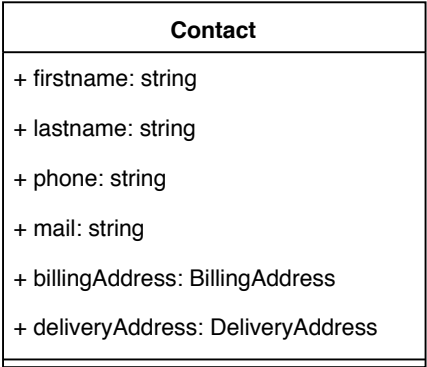 Contact
+ firstname: string
+ lastname: string
+ phone: string
+ mail: string
+ billingAddress: BillingAddress
+ deliveryAddress: DeliveryAddress